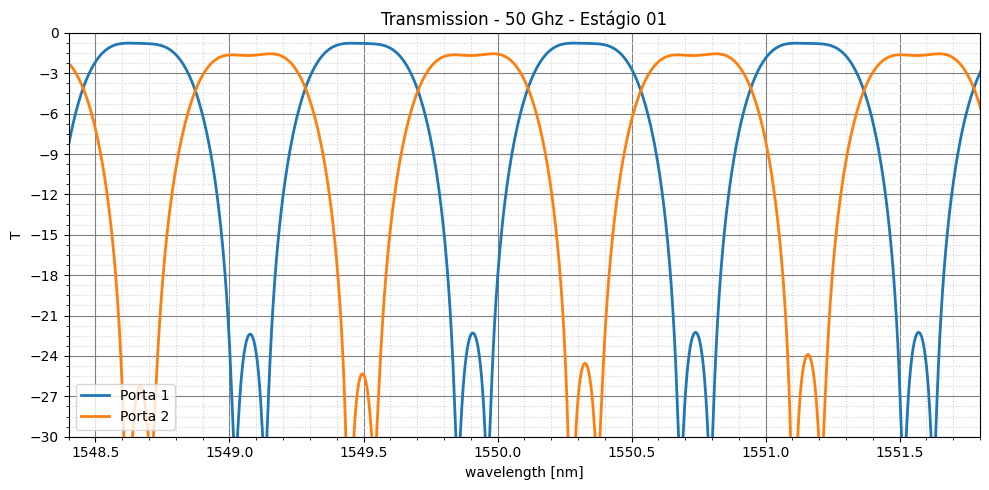 Transmission - 50 Ghz - Estágio 01
T
0
−3
−6
−9
−12
−15
−18
−21
−24
−27
−30
Porta 1
Porta 2
1548.5 1549.0 1549.5 1550.0 1550.5 1551.0 1551.5
wavelength [nm]